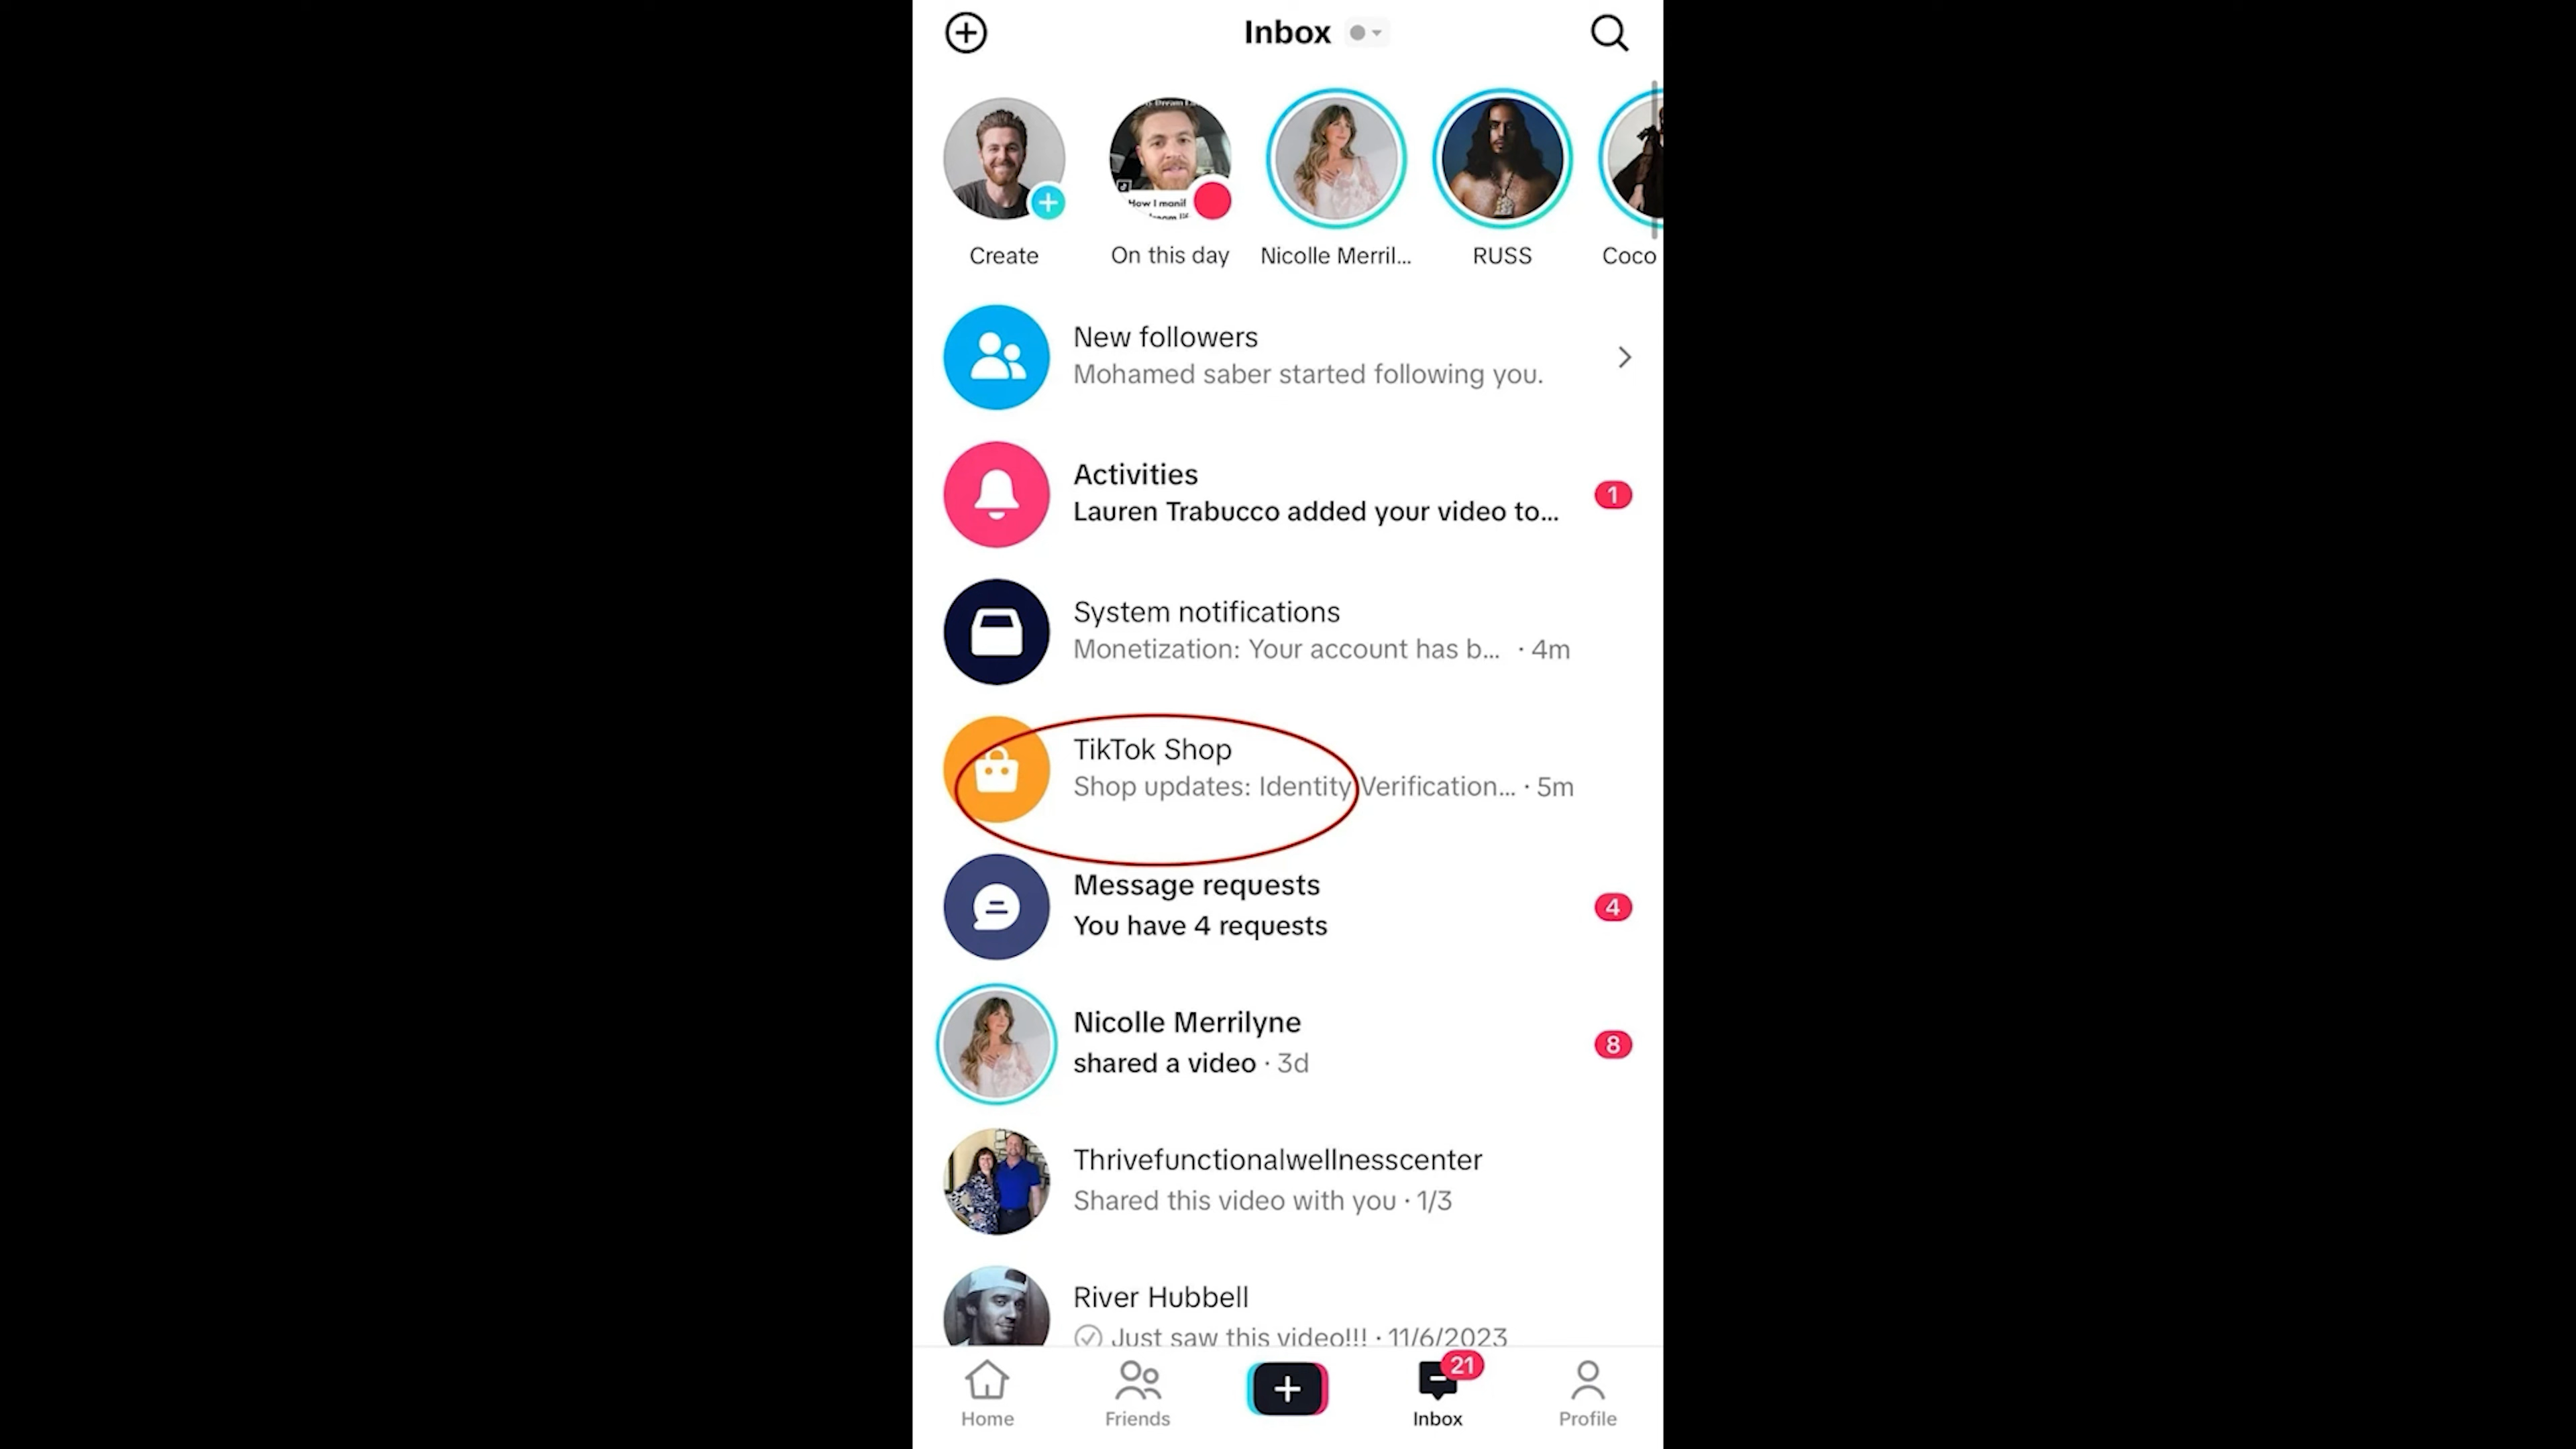 Inbox
How I manif
Create
On this day
Nicolle Merril...
RUSS
Coco
New followers
Mohamed saber started following you.
Activities
Lauren Trabucco added your video to...
1
System notifications
Monetization: Your account has b... · 4m
TikTok Shop
Shop updates: Identity Verification... · 5m
Message requests
You have 4 requests
4
Nicolle Merrilyne
shared a video · 3d
8
Thrivefunctionalwellnesscenter
Shared this video with you · 1/3
River Hubbell
Just saw this video!!! · 11/6/2023
21
Home
Friends
Inbox
Profile